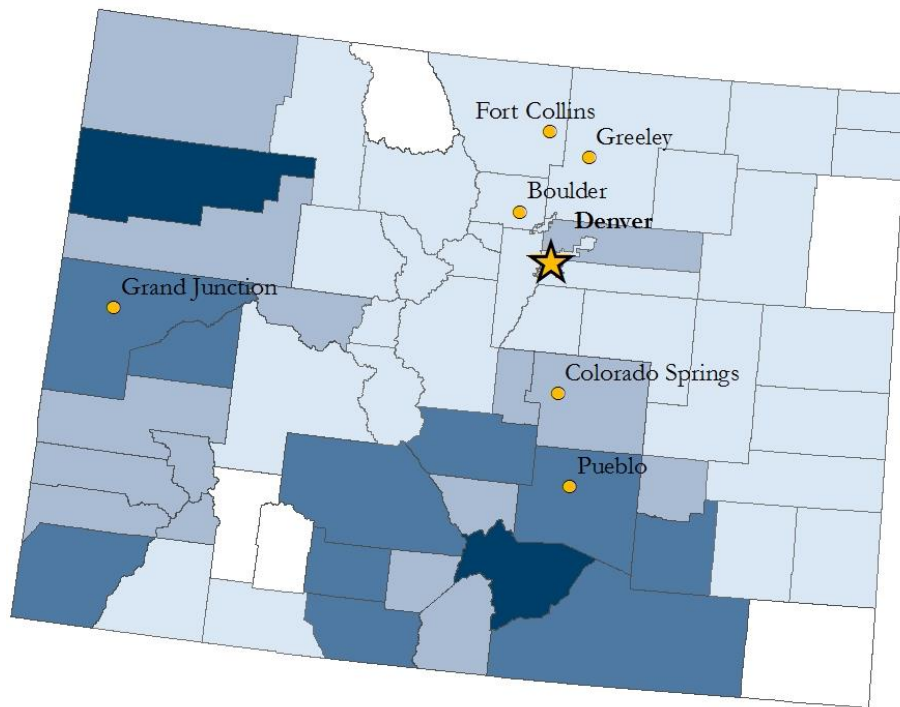 Fort Collins
Greeley
Boulder
Denver
Grand Junction
Colorado Springs
Pueblo